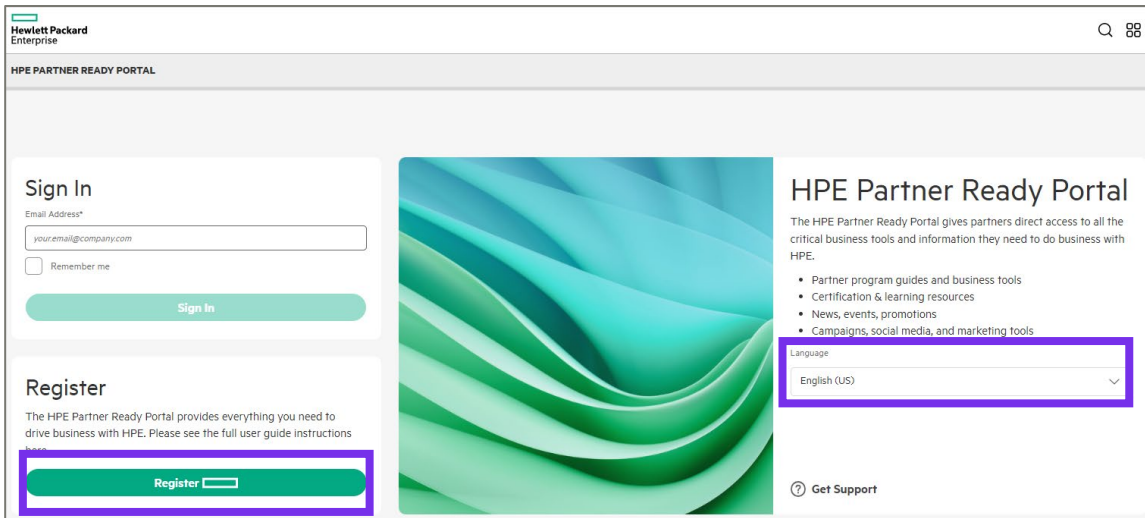 Hewlett Packard
Enterprise
HPE PARTNER READY PORTAL
Sign In
Email Address*
your.email@company.com
Remember me
Sign In
Register
The HPE Partner Ready Portal provides everything you need to
drive business with HPE. Please see the full user guide instructions
here
Register
HPE Partner Ready Portal
The HPE Partner Ready Portal gives partners direct access to all the
critical business tools and information they need to do business with
HPE.
• Partner program guides and business tools
• Certification & learning resources
• News, events, promotions
• Campaigns, social media, and marketing tools
Language
English (US)
Get Support